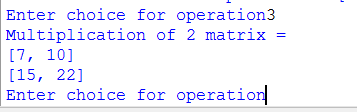 Enter choice for operation3
Multiplication of 2 matrix =
[7, 10]
[15, 22]
Enter choice for operation